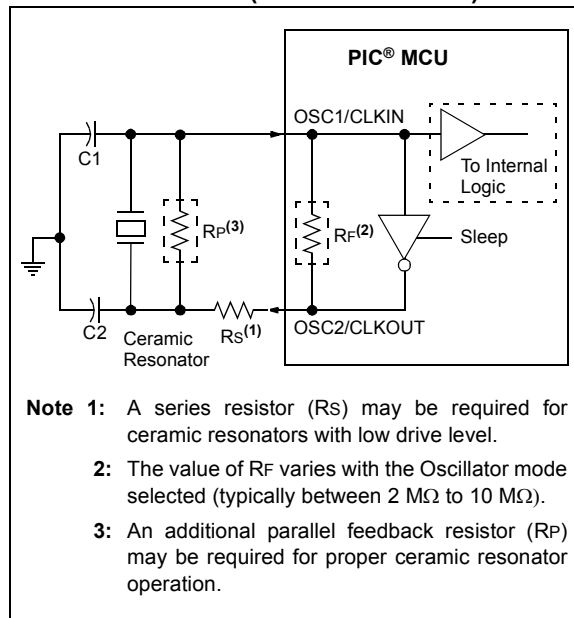 PIC® MCU
OSC1/CLKIN
C1
To Internal
Logic
RP(3)
RF(2)
Sleep
C2
Ceramic
Resonator
RS(1)
OSC2/CLKOUT
Note 1: A series resistor (RS) may be required for
ceramic resonators with low drive level.
2: The value of RF varies with the Oscillator mode
selected (typically between 2 MΩ to 10 MΩ).
3: An additional parallel feedback resistor (RP)
may be required for proper ceramic resonator
operation.